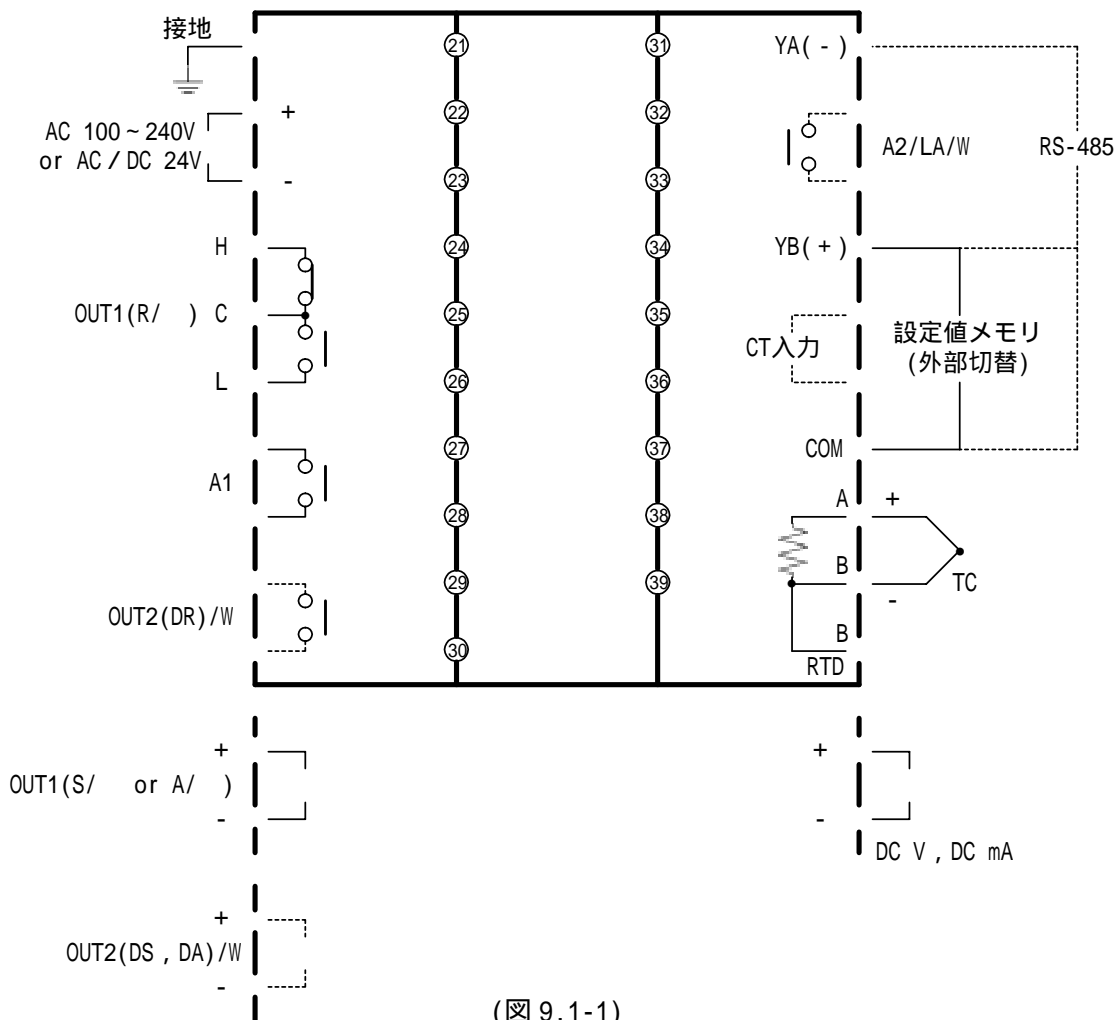 接地
AC 100～240V
or AC／DC 24V
+
-
H
OUT1(R/   ) C
L
A1
OUT2(DR)/W
㉑
㉒
㉓
㉔
㉕
㉖
㉗
㉘
㉙
㉚
㉛
㉜
㉝
㉞
㉟
㊱
㊲
㊳
㊴
YA( - )
A2/LA/W
RS-485
YB( + )
CT入力
設定値メモリ
(外部切替)
COM
A
+
B
-
TC
B
RTD
+
OUT1(S/   or A/   )
-
+
-
DC V , DC mA
+
OUT2(DS , DA)/W
-
(図 9.1-1)